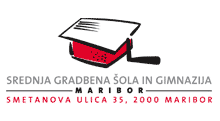 SREDNJA GRADBENA ŠOLA IN GIMNAZIJA
MARIBOR
SMETANOVA ULICA 35, 2000 MARIBOR